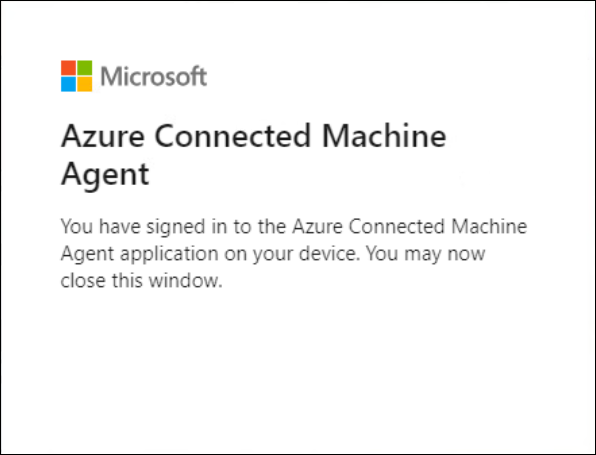 Microsoft
Azure Connected Machine
Agent
You have signed in to the Azure Connected Machine
Agent application on your device. You may now
close this window.